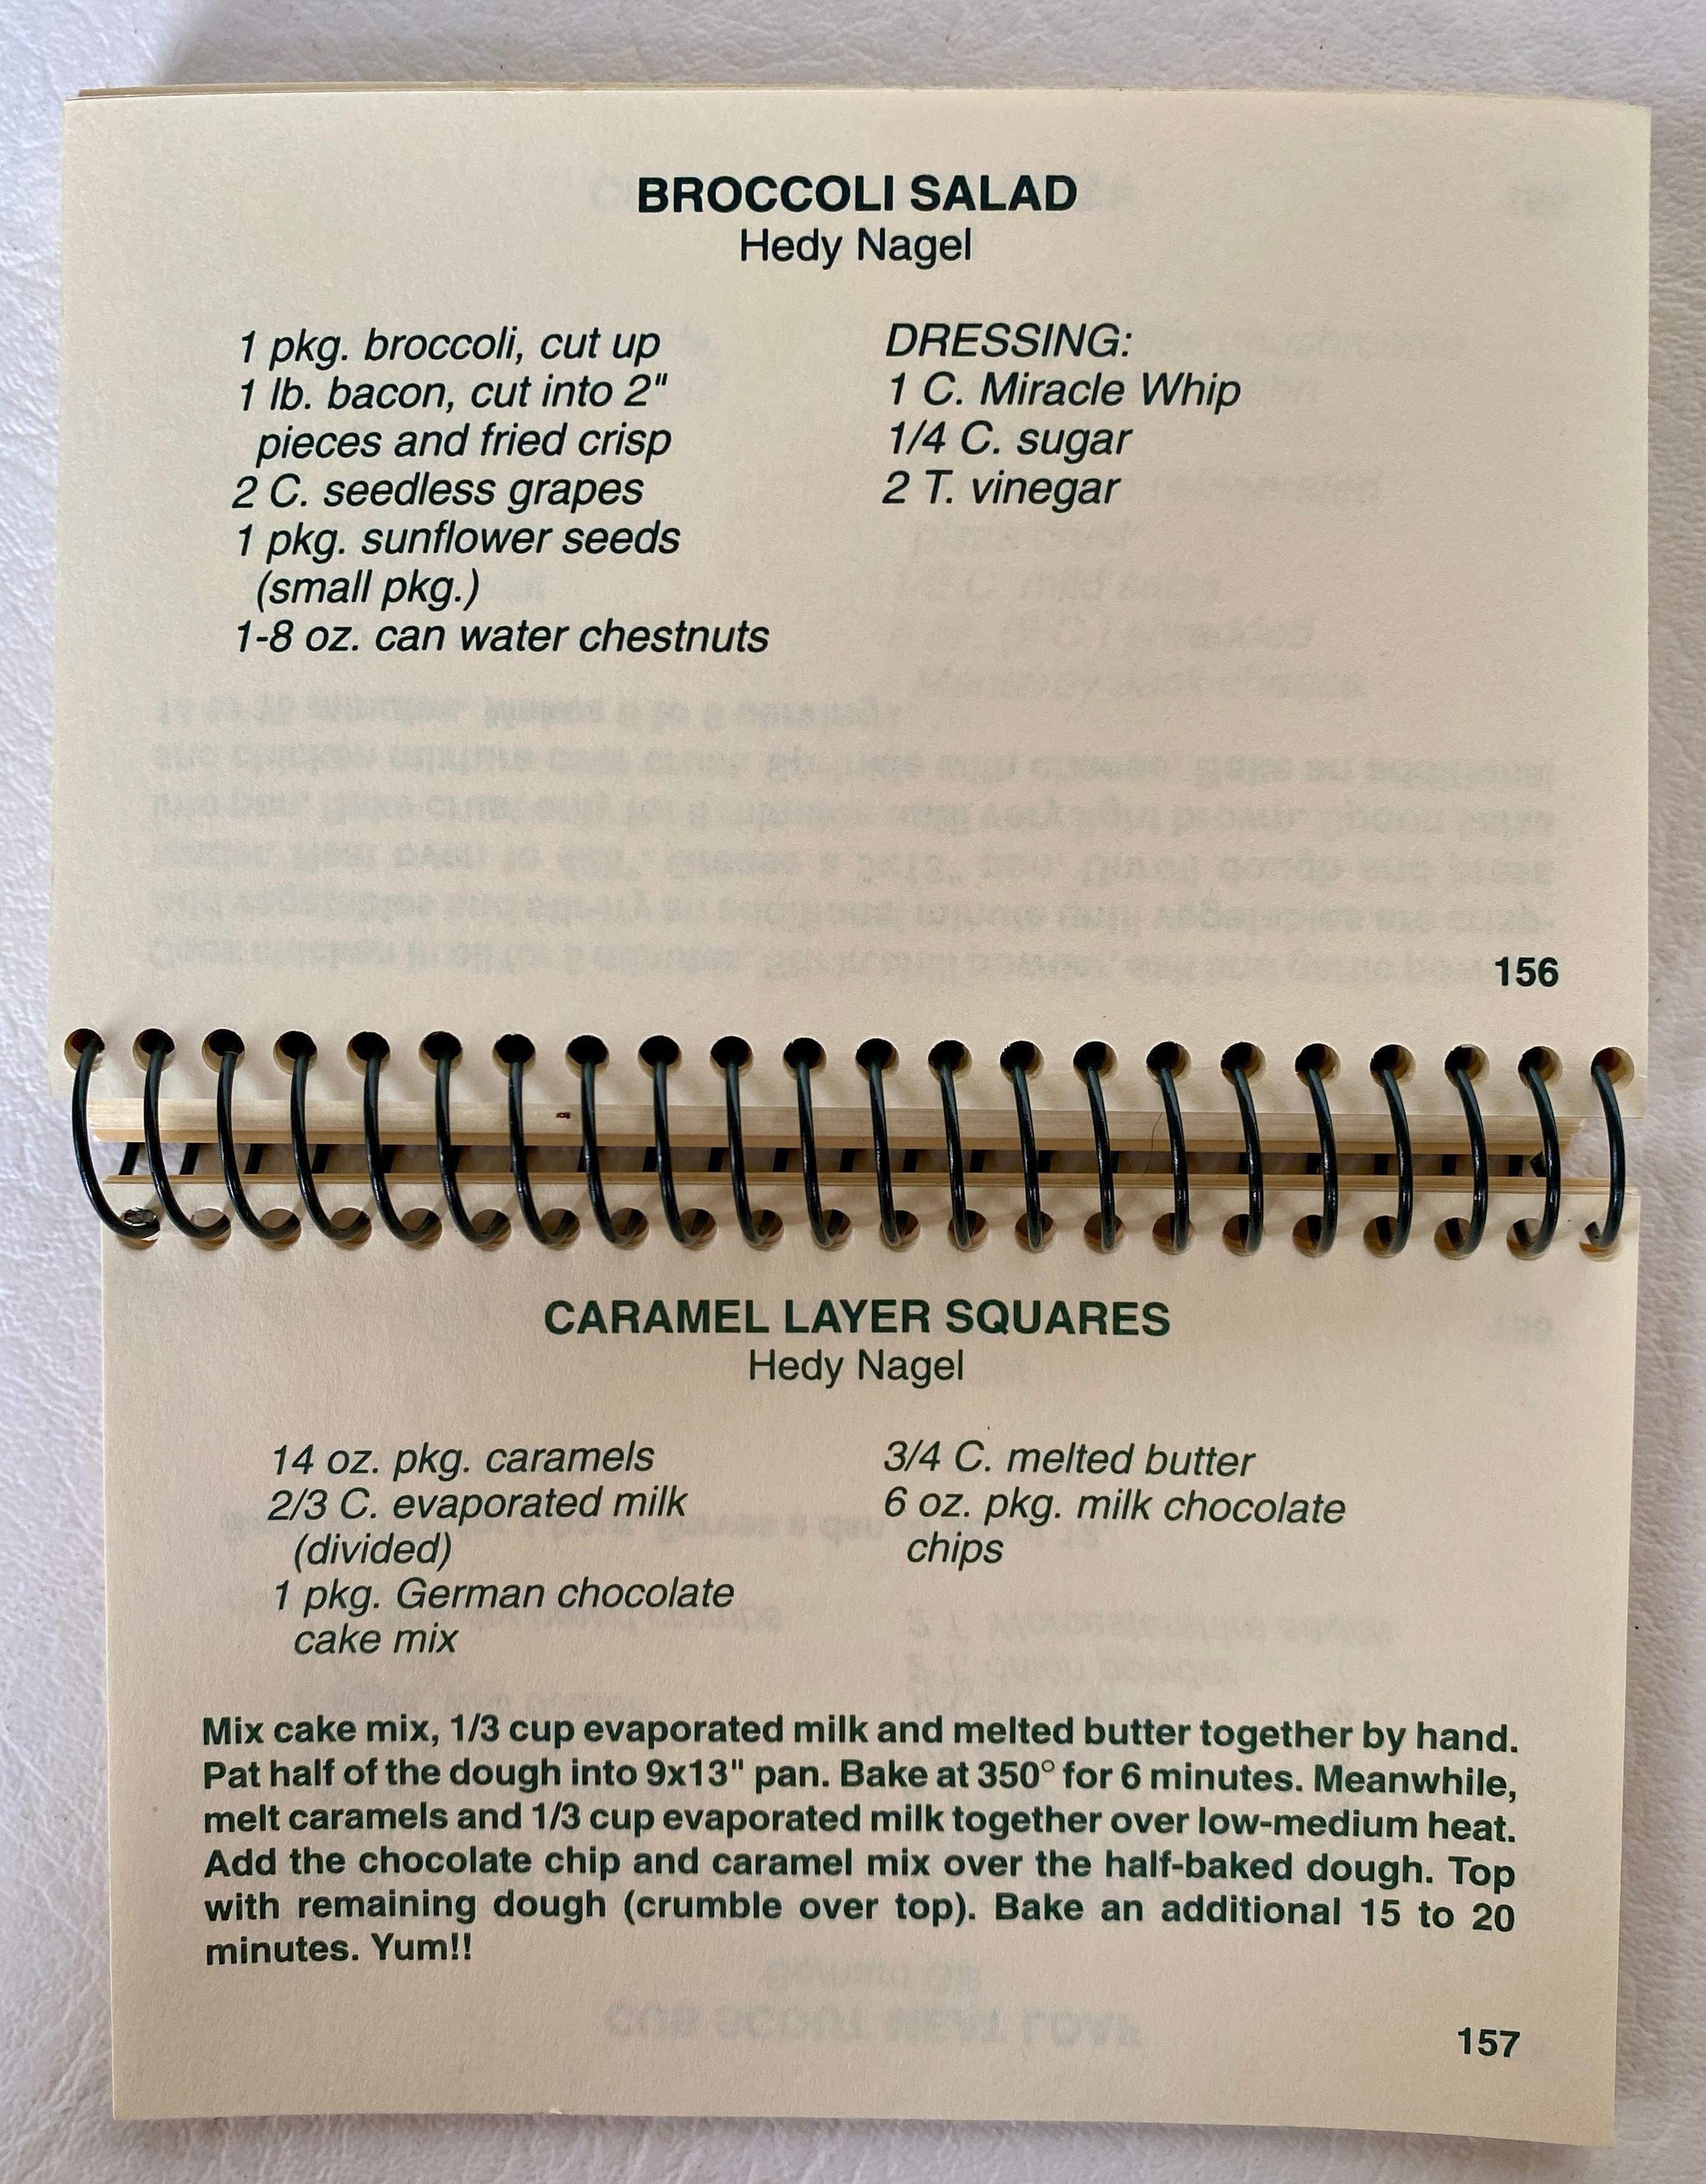 BROCCOLI SALAD
Hedy Nagel
1 pkg. broccoli, cut up
1 lb. bacon, cut into 2"
pieces and fried crisp
2 C. seedless grapes
1 pkg. sunflower seeds
(small pkg.)
1-8 oz. can water chestnuts
DRESSING:
1 C. Miracle Whip
1/4 C. sugar
2 T. vinegar
156
CARAMEL LAYER SQUARES
Hedy Nagel
14 oz. pkg. caramels
2/3 C. evaporated milk
(divided)
1 pkg. German chocolate
cake mix
3/4 C. melted butter
6 oz. pkg. milk chocolate
chips
Mix cake mix, 1/3 cup evaporated milk and melted butter together by hand.
Pat half of the dough into 9x13" pan. Bake at 350° for 6 minutes. Meanwhile,
melt caramels and 1/3 cup evaporated milk together over low-medium heat.
Add the chocolate chip and caramel mix over the half-baked dough. Top
with remaining dough (crumble over top). Bake an additional 15 to 20
minutes. Yum!!
157